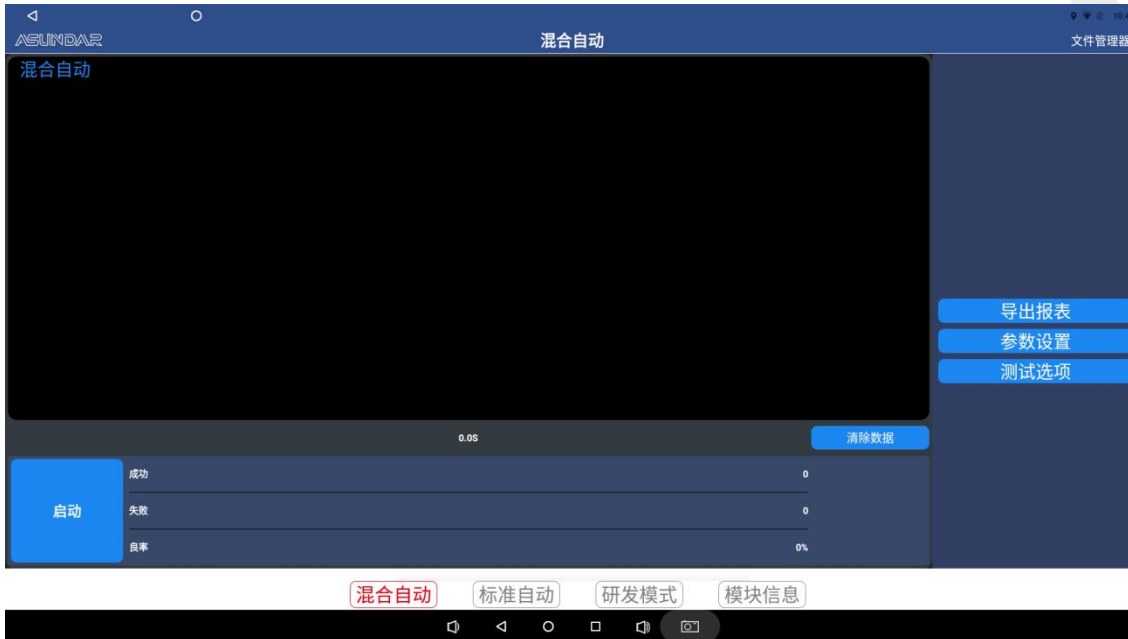 ASUNDAR
混合自动
文件管理器
混合自动
导出报表
参数设置
测试选项
0.0S
清除数据
启动
成功 0
失败 0
良率 0%
混合自动 标准自动 研发模式 模块信息